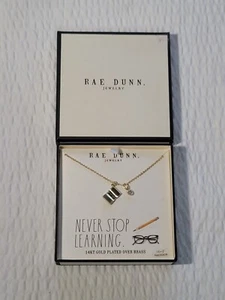 RAE DUNN.
JEWELRY
RAE DUNN.
JEWELRY
NEVER STOP
LEARNING.
14KT GOLD PLATED OVER BRASS